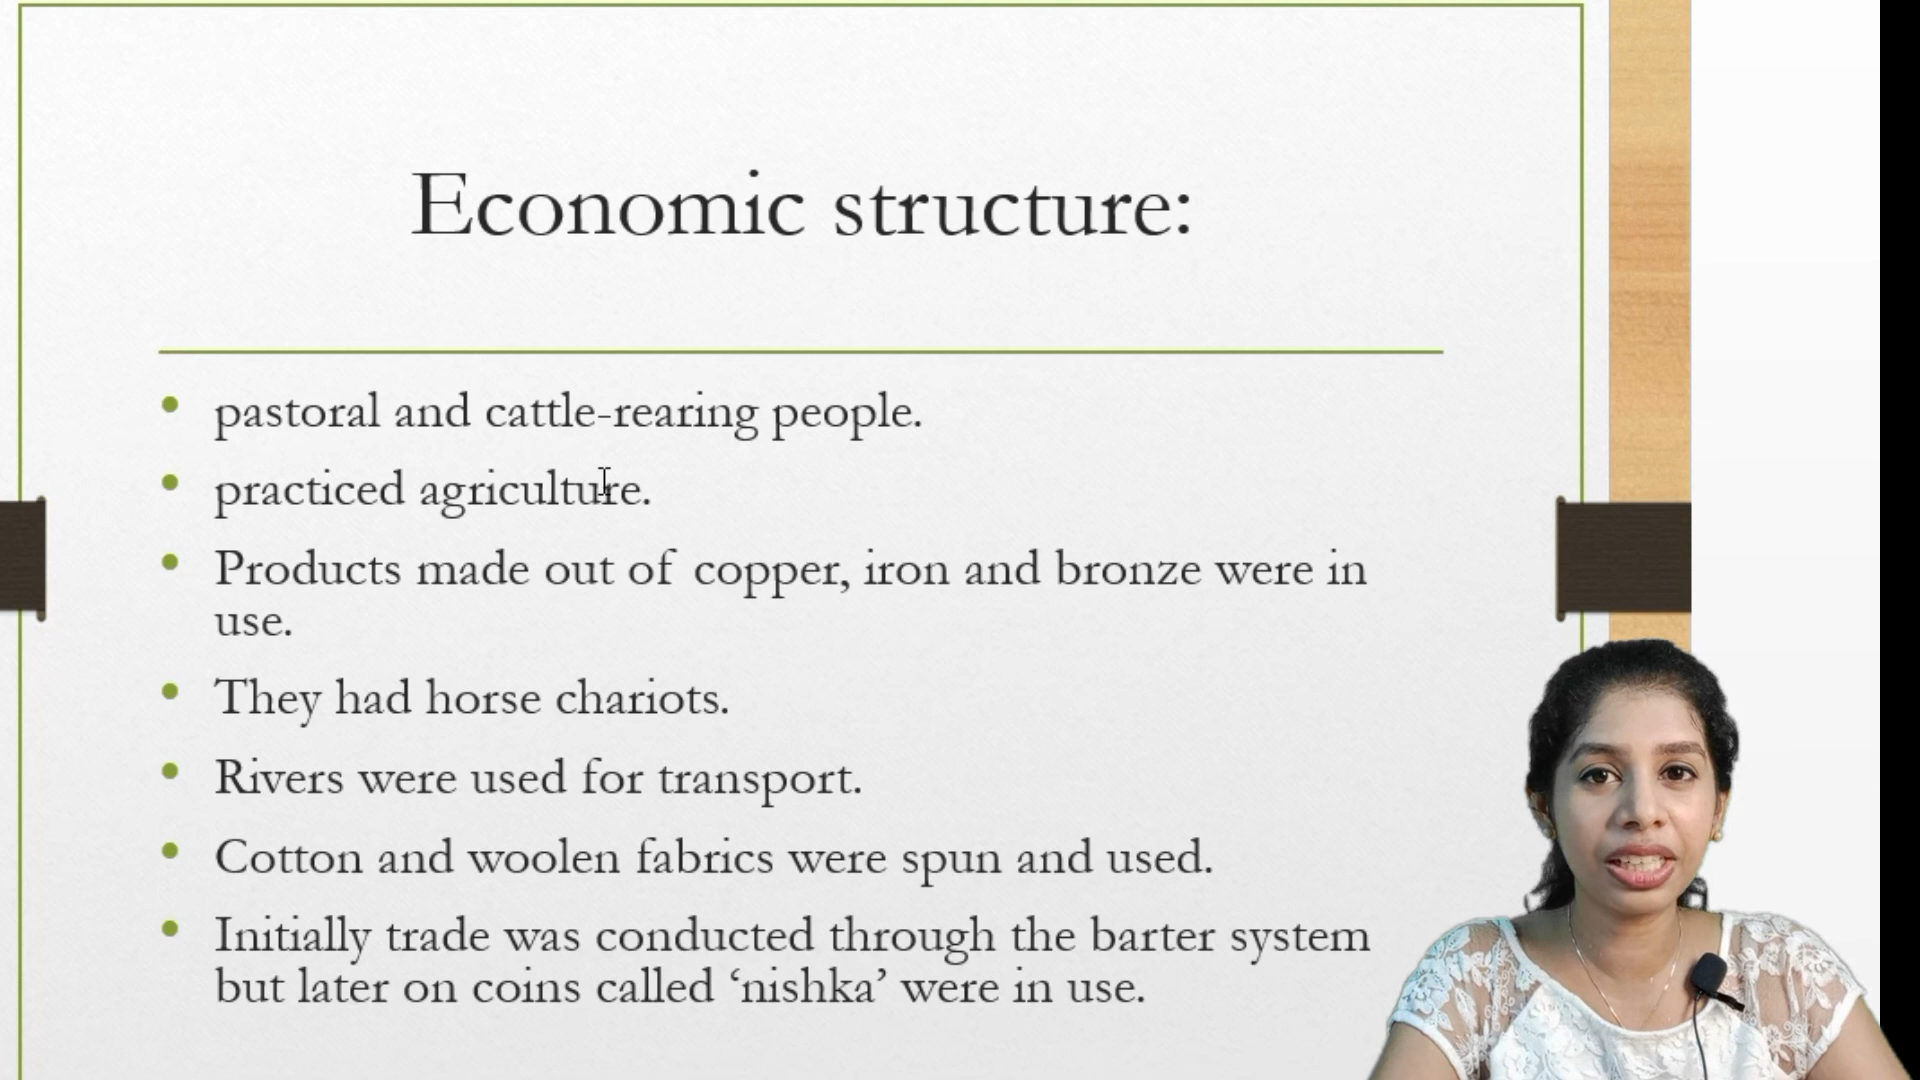 Economic structure:
• pastoral and cattle-rearing people.
• practiced agriculture.
• Products made out of copper, iron and bronze were in
use.
• They had horse chariots.
• Rivers were used for transport.
• Cotton and woolen fabrics were spun and used.
• Initially trade was conducted through the barter system
but later on coins called ‘nishka’ were in use.